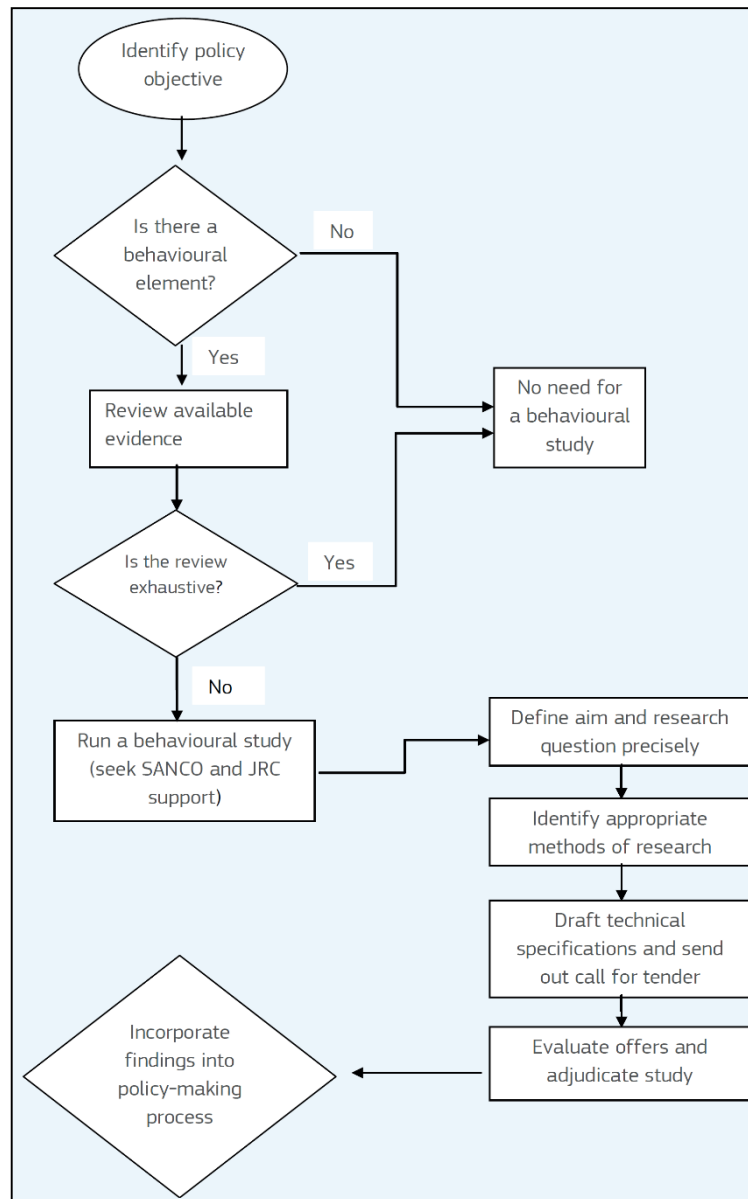 Identify policy
objective
Is there a
behavioural
element?
No
Yes
Review available
evidence
No need for
a behavioural
study
Is the review
exhaustive?
Yes
No
Run a behavioural study
(seek SANCO and JRC
support)
Define aim and research
question precisely
Identify appropriate
methods of research
Draft technical
specifications and send
out call for tender
Evaluate offers and
adjudicate study
Incorporate
findings into
policy-making
process